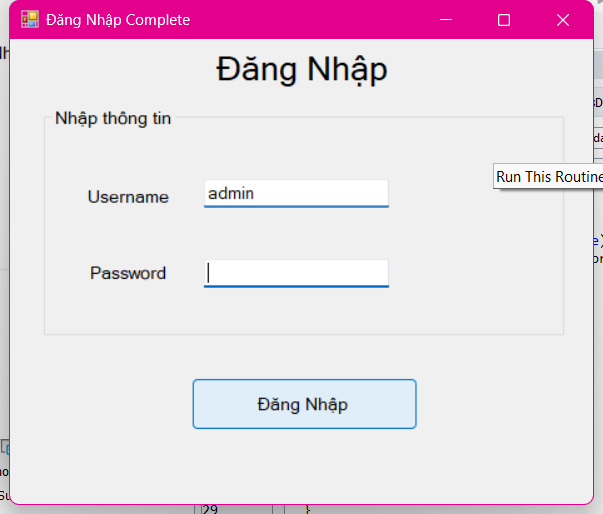 Đăng Nhập Complete
Đăng Nhập
Nhập thông tin
Run This Routine
Username
admin
Password
Đăng Nhập
29
}